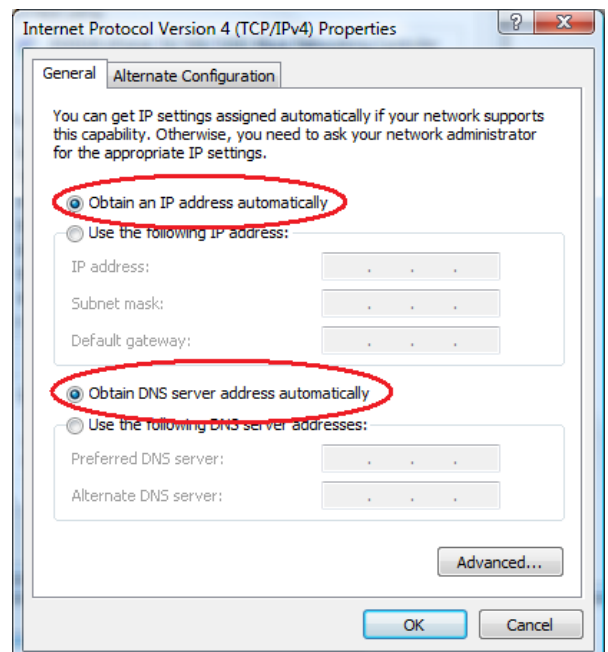 Internet Protocol Version 4 (TCP/IPv4) Properties
General
Alternate Configuration
You can get IP settings assigned automatically if your network supports
this capability. Otherwise, you need to ask your network administrator
for the appropriate IP settings.
Obtain an IP address automatically
Use the following IP address:
IP address:
Subnet mask:
Default gateway:
Obtain DNS server address automatically
Use the following DNS server addresses:
Preferred DNS server:
Alternate DNS server:
Advanced...
OK
Cancel